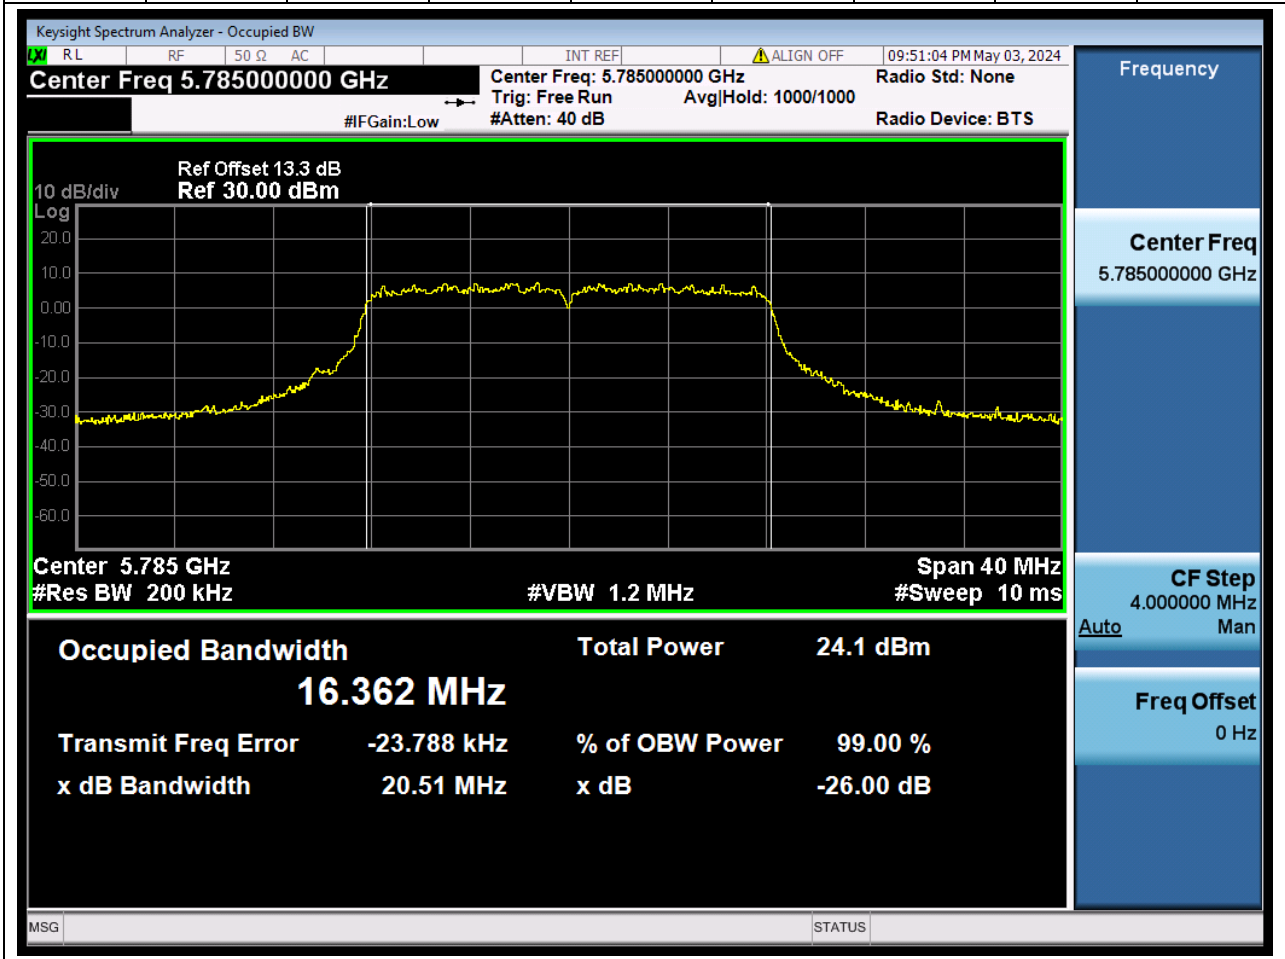 Keysight Spectrum Analyzer - Occupied BW
LXI RL RF 50 Ω AC INT REF ALIGN OFF 09:51:04 PM May 03, 2024
Center Freq 5.785000000 GHz
#IFGain:Low
Center Freq: 5.785000000 GHz
Trig: Free Run Avg|Hold: 1000/1000
#Atten: 40 dB
Radio Std: None
Radio Device: BTS
Ref Offset 13.3 dB
10 dB/div Ref 30.00 dBm
Log
20.0
10.0
0.00
-10.0
-20.0
-30.0
-40.0
-50.0
-60.0
Center 5.785 GHz Span 40 MHz
#Res BW 200 kHz #VBW 1.2 MHz #Sweep 10 ms
Occupied Bandwidth Total Power 24.1 dBm
16.362 MHz
Transmit Freq Error -23.788 kHz % of OBW Power 99.00 %
x dB Bandwidth 20.51 MHz x dB -26.00 dB
Frequency
Center Freq
5.785000000 GHz
CF Step
4.000000 MHz
Auto Man
Freq Offset
0 Hz
MSG STATUS